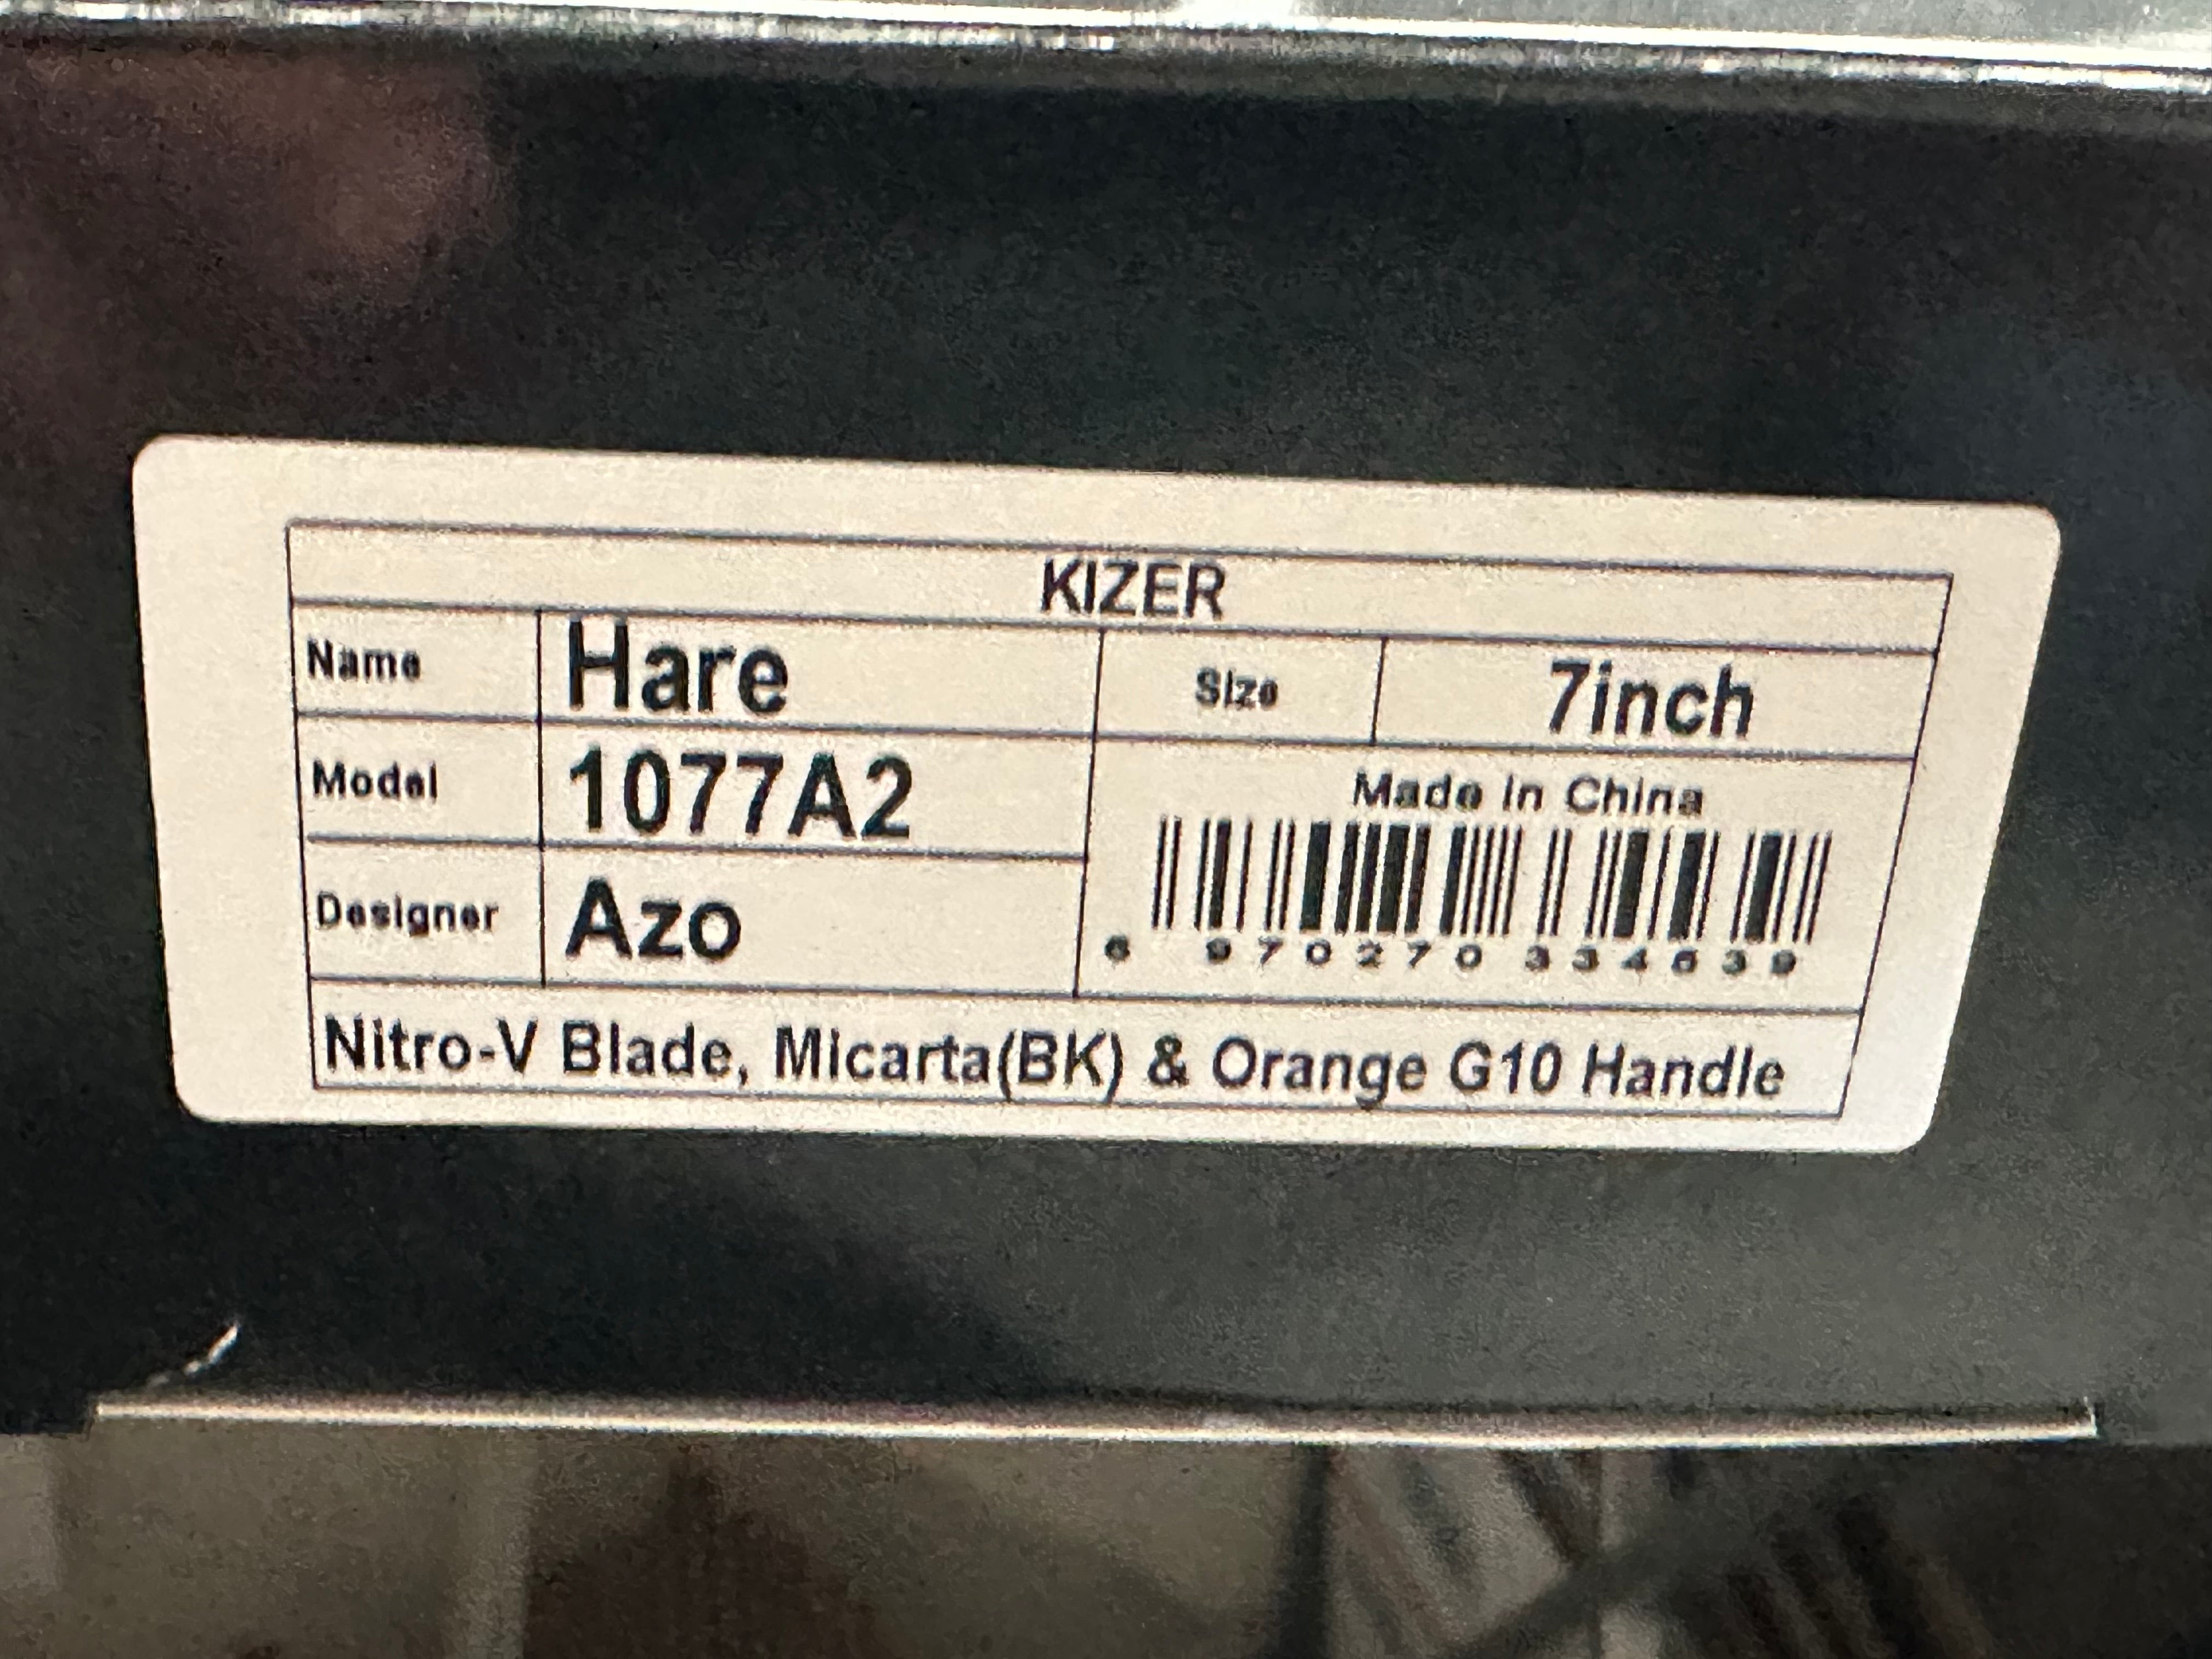 KIZER
Name Hare Size 7inch
Model 1077A2 Made in China
Designer Azo 6 970270 334639
Nitro-V Blade, Micarta(BK) & Orange G10 Handle